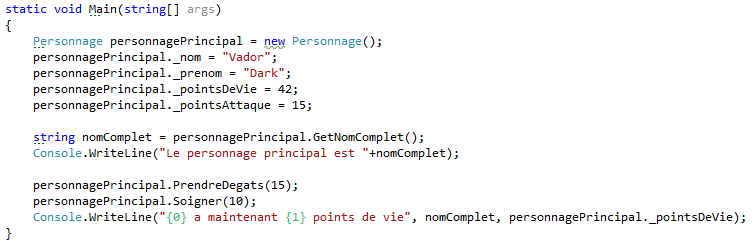 static void Main(string[] args)
{
    Personnage personnagePrincipal = new Personnage();
    personnagePrincipal._nom = "Vador";
    personnagePrincipal._prenom = "Dark";
    personnagePrincipal._pointsDeVie = 42;
    personnagePrincipal._pointsAttaque = 15;

    string nomComplet = personnagePrincipal.GetNomComplet();
    Console.WriteLine("Le personnage principal est "+nomComplet);

    personnagePrincipal.PrendreDegats(15);
    personnagePrincipal.Soigner(10);
    Console.WriteLine("{0} a maintenant {1} points de vie", nomComplet, personnagePrincipal._pointsDeVie);
}